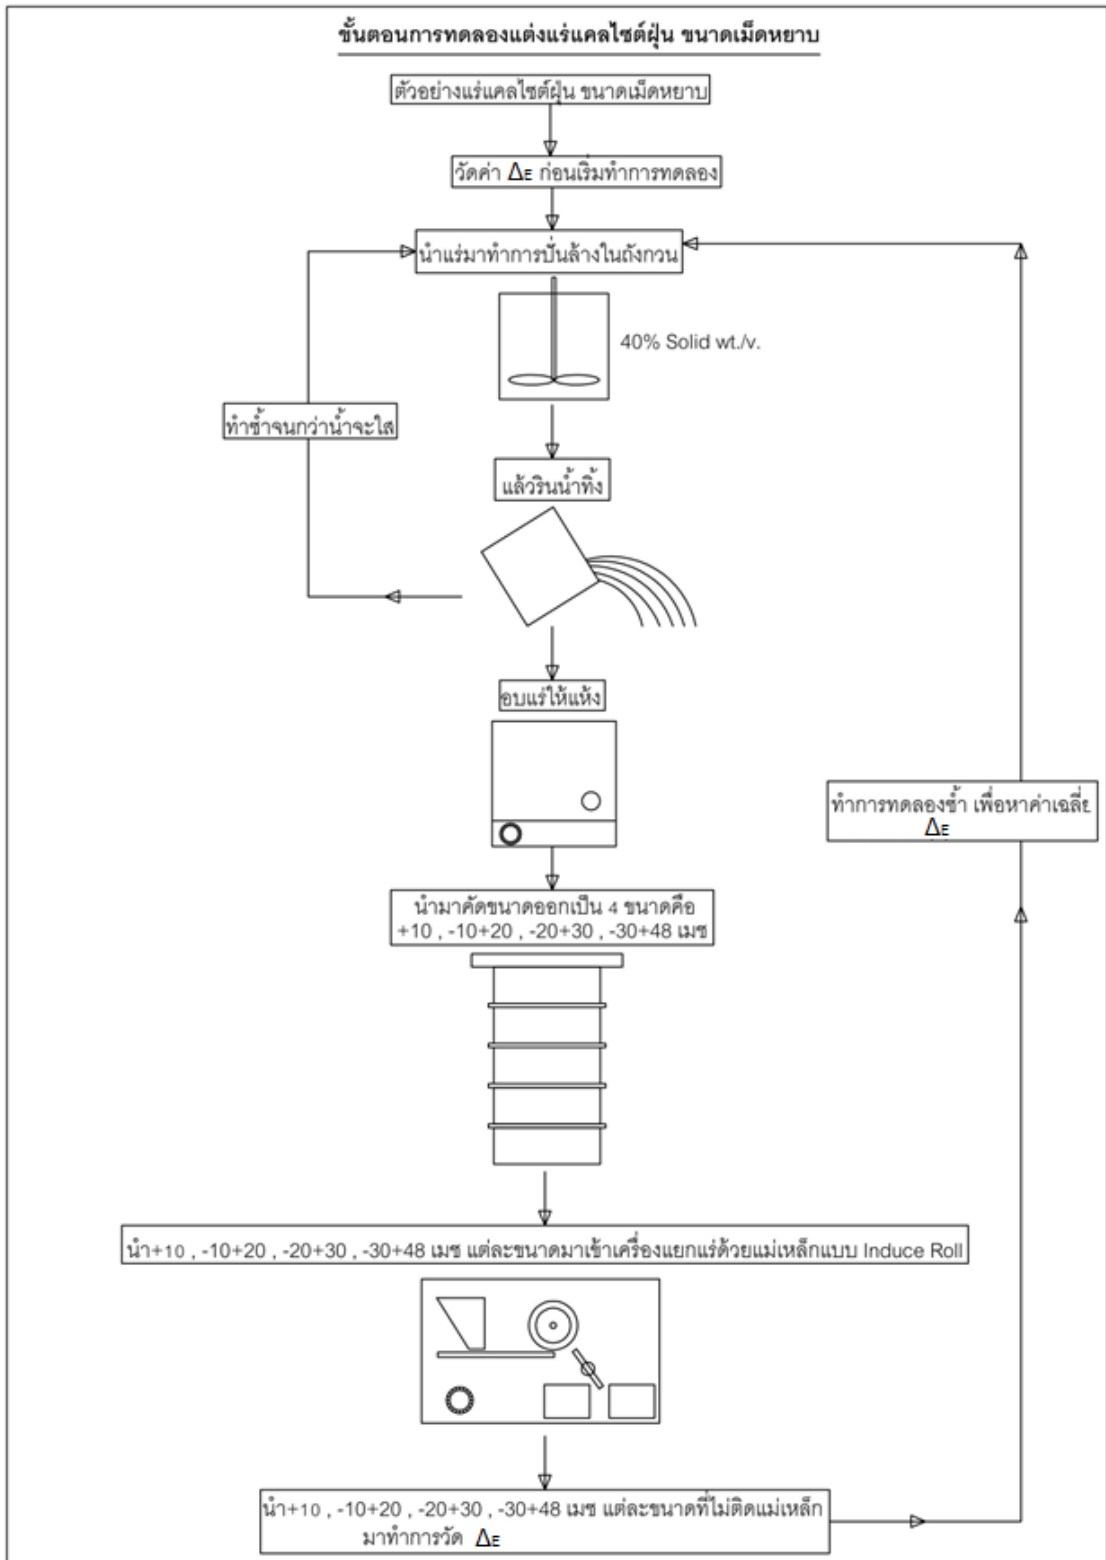 ขั้นตอนการทดลองแต่งแร่แคลไซต์ฝุ่น ขนาดเม็ดหยาบ
ตัวอย่างแร่แคลไซต์ฝุ่น ขนาดเม็ดหยาบ
วัดค่า ΔE ก่อนเริ่มทำการทดลอง
นำแร่มาทำการปั่นล้างในถังกวน
40% Solid wt./v.
ทำซ้ำจนกว่าน้ำจะใส
แล้วรินน้ำทิ้ง
อบแร่ให้แห้ง
ทำการทดลองซ้ำ เพื่อหาค่าเฉลี่ย
ΔE
นำมาคัดขนาดออกเป็น 4 ขนาดคือ
+10 , -10+20 , -20+30 , -30+48 เมซ
นำ+10 , -10+20 , -20+30 , -30+48 เมซ แต่ละขนาดมาเข้าเครื่องแยกแร่ด้วยแม่เหล็กแบบ Induce Roll
นำ+10 , -10+20 , -20+30 , -30+48 เมซ แต่ละขนาดที่ไม่ติดแม่เหล็ก
มาทำการวัด ΔE